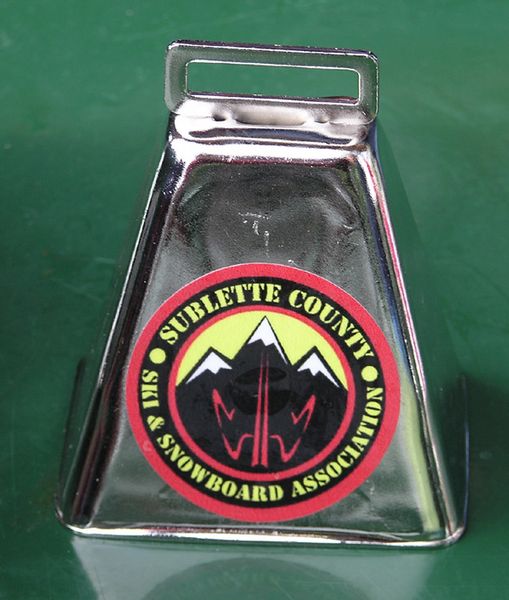 SUBLETTE COUNTY
SKI & SNOWBOARD ASSOCIATION